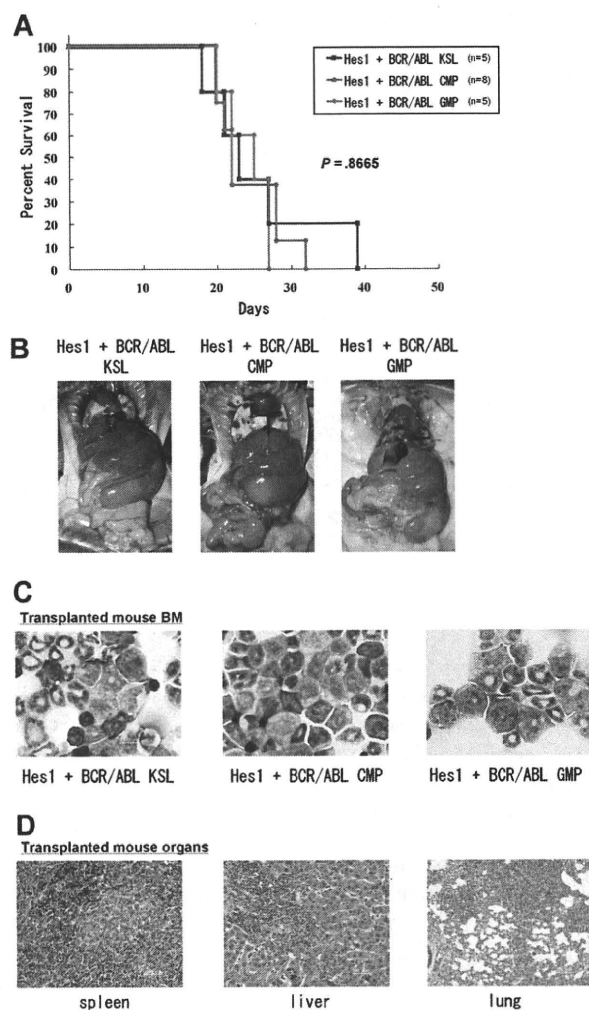 A
100
90
80
70
60
50
40
30
20
10
0
Percent Survival
Hes1 + BCR/ABL KSL (n=5)
Hes1 + BCR/ABL CMP (n=8)
Hes1 + BCR/ABL GMP (n=5)
P =.8665
0 10 20 30 40 50
Days
B
Hes1 + BCR/ABL KSL
Hes1 + BCR/ABL CMP
Hes1 + BCR/ABL GMP
C
Transplanted mouse BM
Hes1 + BCR/ABL KSL
Hes1 + BCR/ABL CMP
Hes1 + BCR/ABL GMP
D
Transplanted mouse organs
spleen
liver
lung